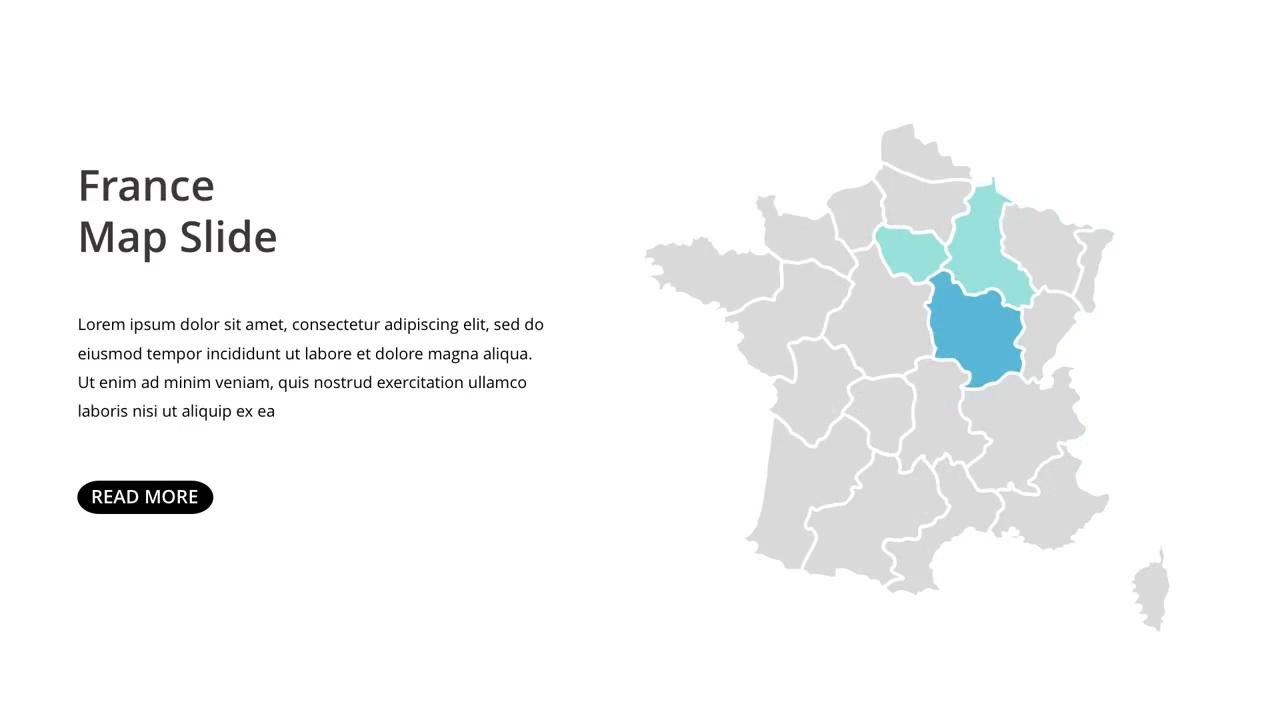 France
Map Slide
Lorem ipsum dolor sit amet, consectetur adipiscing elit, sed do
eiusmod tempor incididunt ut labore et dolore magna aliqua.
Ut enim ad minim veniam, quis nostrud exercitation ullamco
laboris nisi ut aliquip ex ea
READ MORE